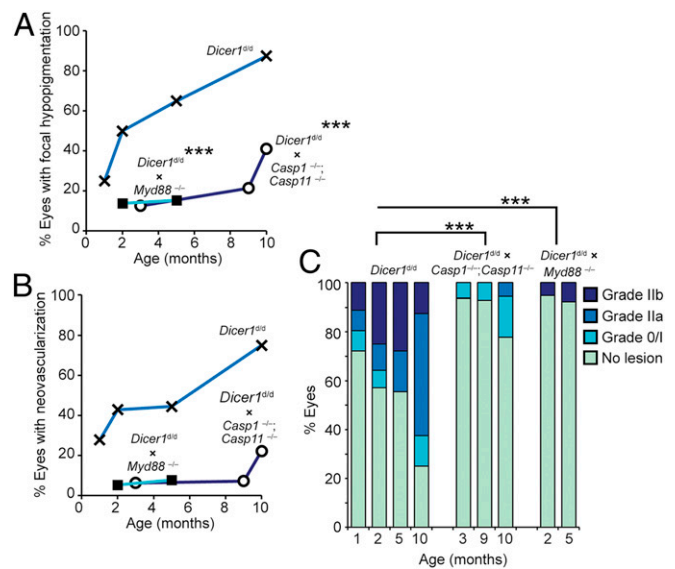 A
% Eyes with focal hypopigmentation
100
80
60
40
20
0
0 2 4 6 8 10
Age (months)
Dicer1d/d
Dicer1d/d ***
×
Myd88 –/–
Dicer1d/d ***
×
Casp1 –/–;
Casp11 –/–
B
% Eyes with neovascularization
100
80
60
40
20
0
0 2 4 6 8 10
Age (months)
Dicer1d/d
Dicer1d/d
×
Myd88 –/–
Dicer1d/d
×
Casp1 –/–;
Casp11 –/–
C
***
***
Dicer1d/d
Dicer1d/d ×
Casp1–/–;Casp11–/–
Dicer1d/d ×
Myd88 –/–
% Eyes
100
80
60
40
20
0
1 2 5 10 3 9 10 2 5
Age (months)
Grade IIb
Grade IIa
Grade 0/I
No lesion